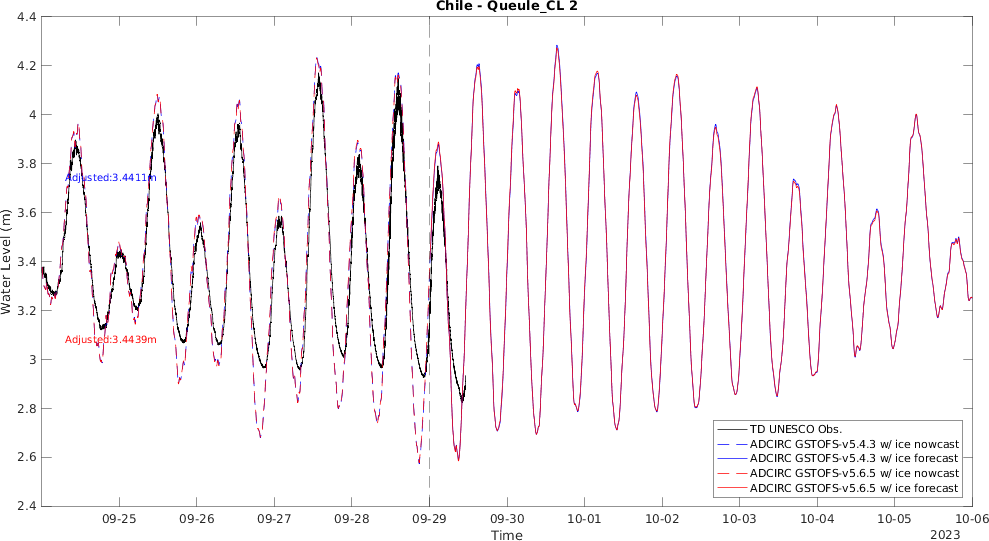 Chile - Queule_CL 2
4.4
4.2
4
3.8
3.6
3.4
3.2
3
2.8
2.6
2.4
Water Level (m)
Adjusted:3.4411m
Adjusted:3.4439m
TD UNESCO Obs.
ADCIRC GSTOFS-v5.4.3 w/ ice nowcast
ADCIRC GSTOFS-v5.4.3 w/ ice forecast
ADCIRC GSTOFS-v5.6.5 w/ ice nowcast
ADCIRC GSTOFS-v5.6.5 w/ ice forecast
09-25 09-26 09-27 09-28 09-29 09-30 10-01 10-02 10-03 10-04 10-05 10-06
Time
2023